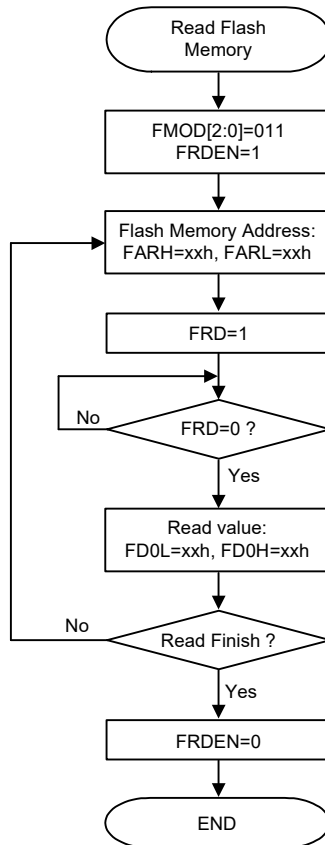 Read Flash
Memory
FMOD[2:0]=011
FRDEN=1
Flash Memory Address:
FARH=xxh, FARL=xxh
FRD=1
No
FRD=0 ?
Yes
Read value:
FD0L=xxh, FD0H=xxh
No
Read Finish ?
Yes
FRDEN=0
END